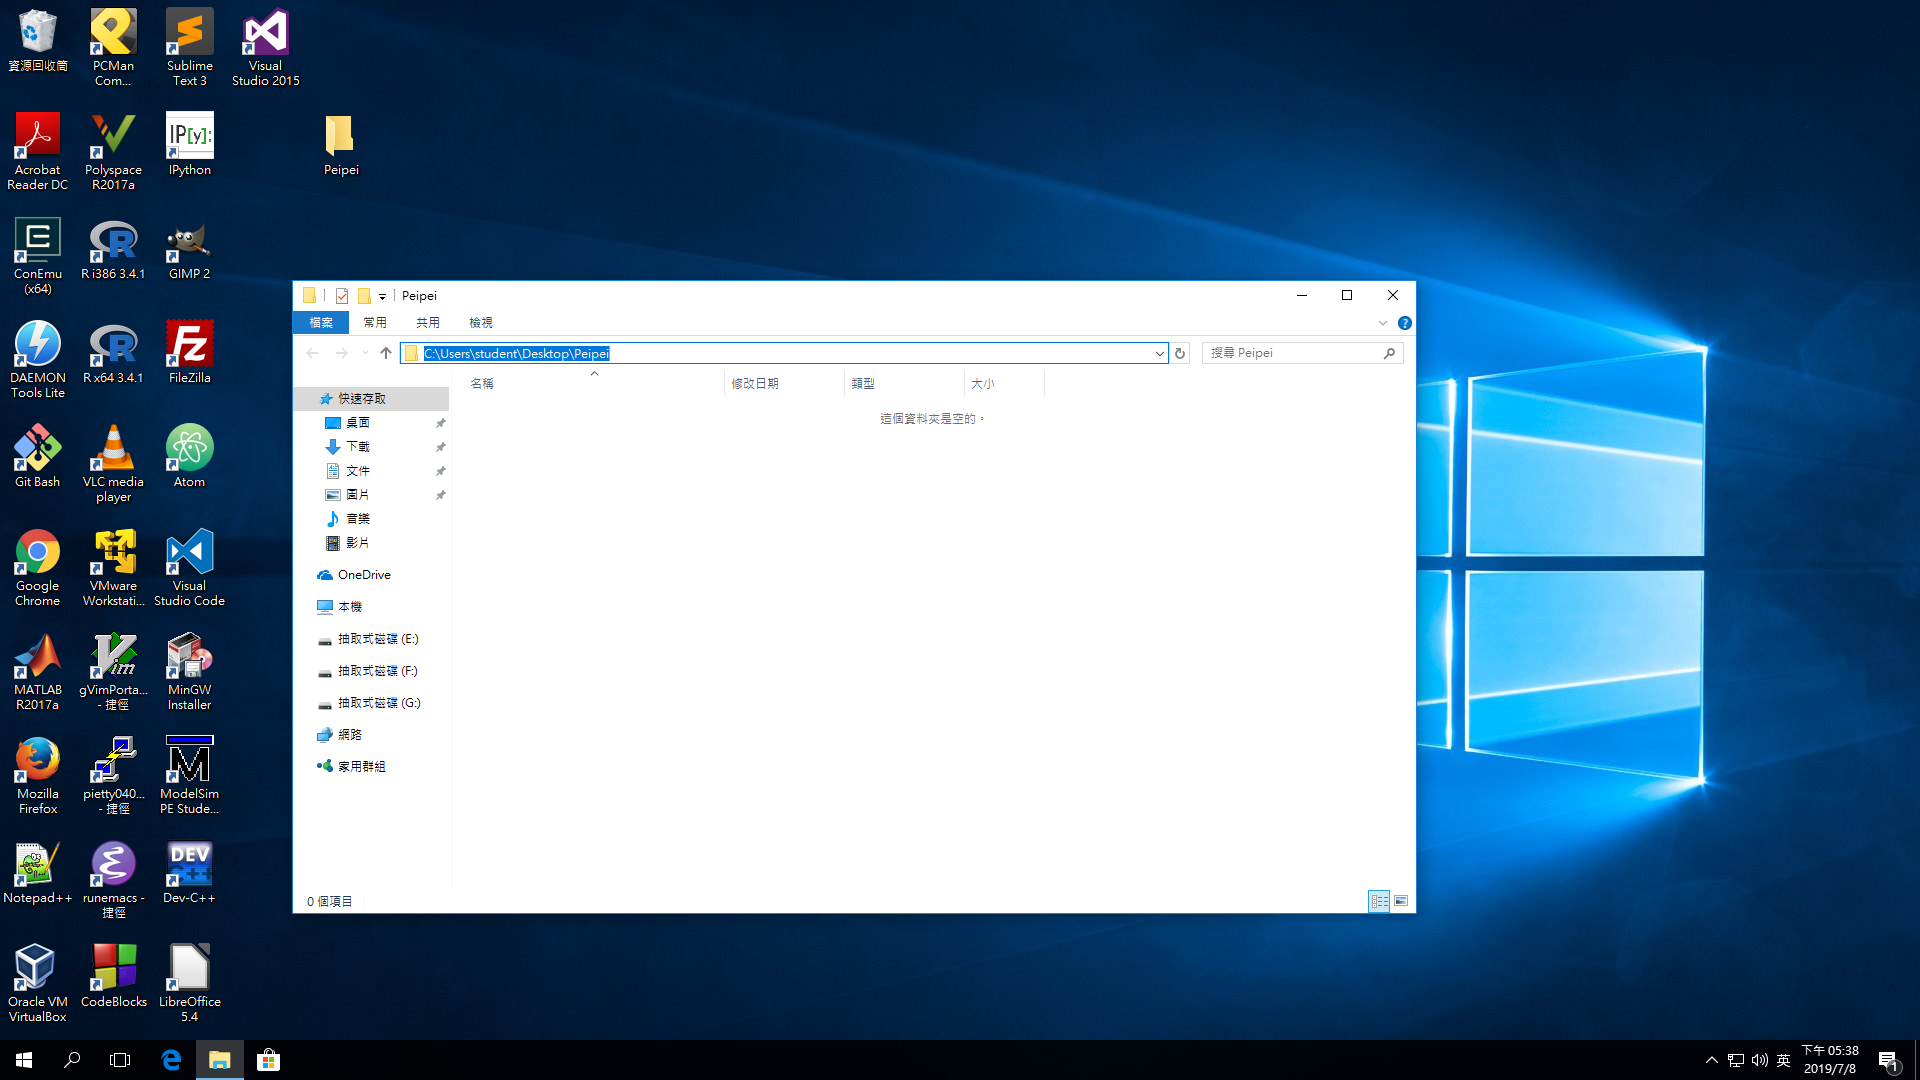 資源回收筒
PCMan
Com...
Sublime
Text 3
Visual
Studio 2015
Acrobat
Reader DC
Polyspace
R2017a
IP[y]:
IPython
Peipei
ConEmu
(x64)
R i386 3.4.1
GIMP 2
DAEMON
Tools Lite
R x64 3.4.1
FileZilla
Git Bash
VLC media
player
Atom
Google
Chrome
VMware
Workstati...
Visual
Studio Code
MATLAB
R2017a
gVimPorta...
- 捷徑
MinGW
Installer
Mozilla
Firefox
pietty040...
- 捷徑
ModelSim
PE Stude...
Notepad++
runemacs -
捷徑
DEV
C++
Dev-C++
Oracle VM
VirtualBox
CodeBlocks
LibreOffice
5.4
Peipei
檔案 常用 共用 檢視
C:\Users\student\Desktop\Peipei
搜尋 Peipei
名稱 修改日期 類型 大小
這個資料夾是空的。
快速存取
桌面
下載
文件
圖片
音樂
影片
OneDrive
本機
抽取式磁碟 (E:)
抽取式磁碟 (F:)
抽取式磁碟 (G:)
網路
家用群組
0 個項目
英
下午 05:38
2019/7/8
1